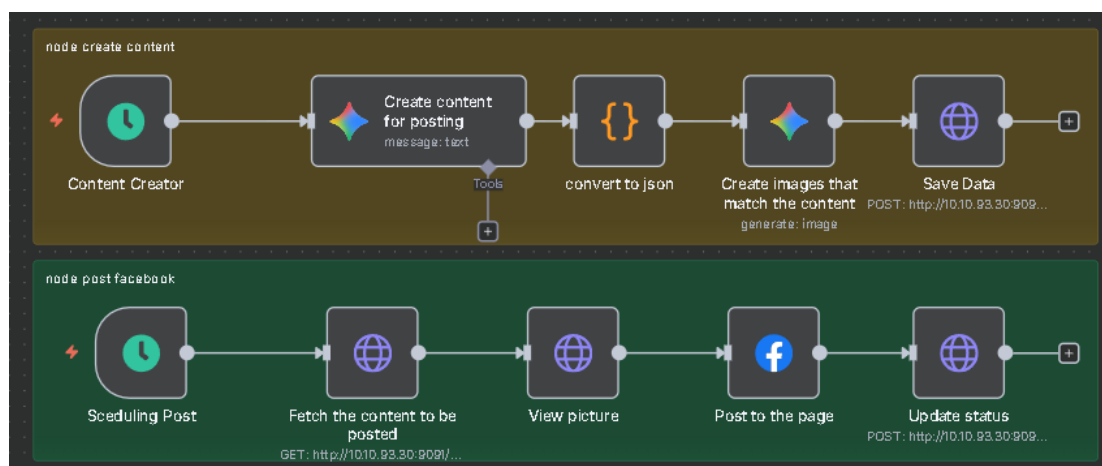 node create content
Create content
for posting
message: text
Tools
Content Creator
convert to json
Create images that
match the content
generate: image
Save Data
POST: http://10.10.93.30:909...
node post facebook
Sceduling Post
Fetch the content to be
posted
GET: http://10.10.93.30:9091/...
View picture
Post to the page
Update status
POST: http://10.10.93.30:909...